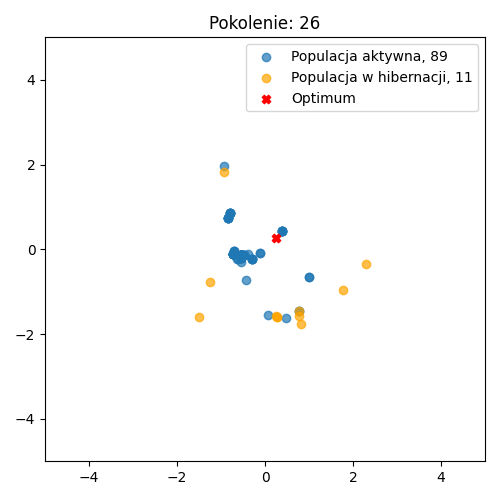 Pokolenie: 26
Populacja aktywna, 89
Populacja w hibernacji, 11
Optimum
4
2
0
−2
−4
−4
−2
0
2
4